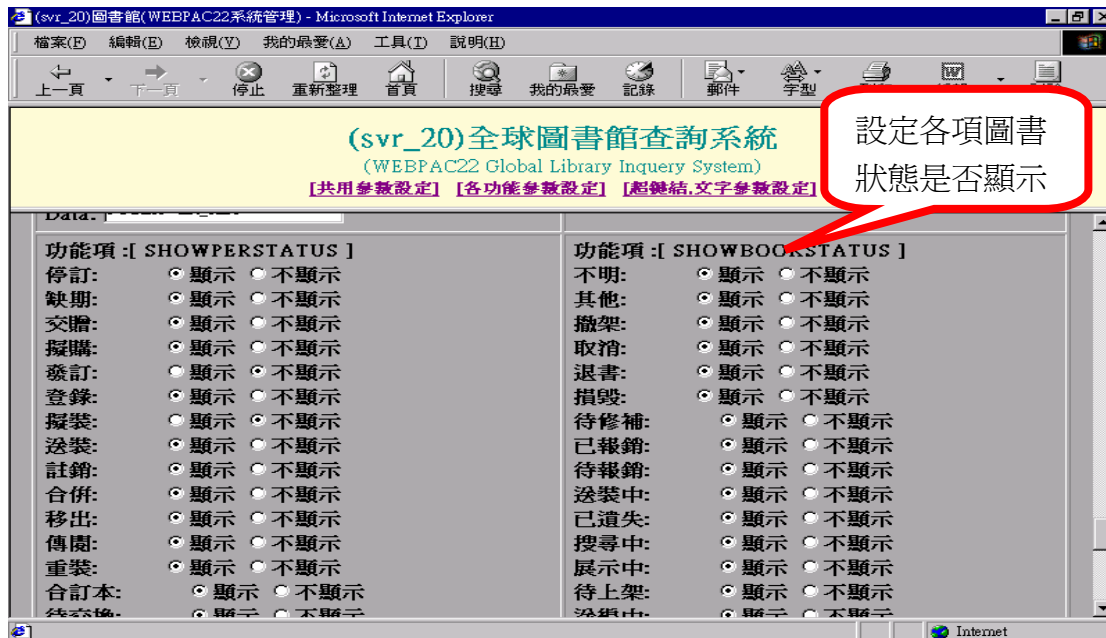 (svr_20)圖書館(WEBPAC22系統管理) - Microsoft Internet Explorer
檔案(F) 編輯(E) 檢視(V) 我的最愛(A) 工具(T) 說明(H)
上一頁 下一頁 停止 重新整理 首頁 搜尋 我的最愛 記錄 郵件 字型
設定各項圖書
狀態是否顯示
(svr_20)全球圖書館查詢系統
(WEBPAC22 Global Library Inquery System)
[共用參數設定] [各功能參數設定] [超鍵結,文字參數設定]
Data:
功能項 :[ SHOWPERSTATUS ] 功能項 :[ SHOWBOOKSTATUS ]
停訂: 顯示 不顯示 不明: 顯示 不顯示
缺期: 顯示 不顯示 其他: 顯示 不顯示
交贈: 顯示 不顯示 撤架: 顯示 不顯示
擬購: 顯示 不顯示 取消: 顯示 不顯示
發訂: 顯示 不顯示 退書: 顯示 不顯示
登錄: 顯示 不顯示 損毀: 顯示 不顯示
擬裝: 顯示 不顯示 待修補: 顯示 不顯示
送裝: 顯示 不顯示 已報銷: 顯示 不顯示
註銷: 顯示 不顯示 待報銷: 顯示 不顯示
合併: 顯示 不顯示 送裝中: 顯示 不顯示
移出: 顯示 不顯示 已遺失: 顯示 不顯示
傳閱: 顯示 不顯示 搜尋中: 顯示 不顯示
重裝: 顯示 不顯示 展示中: 顯示 不顯示
合訂本: 顯示 不顯示 待上架: 顯示 不顯示
待交換: 顯示 不顯示 顯示 不顯示
Internet